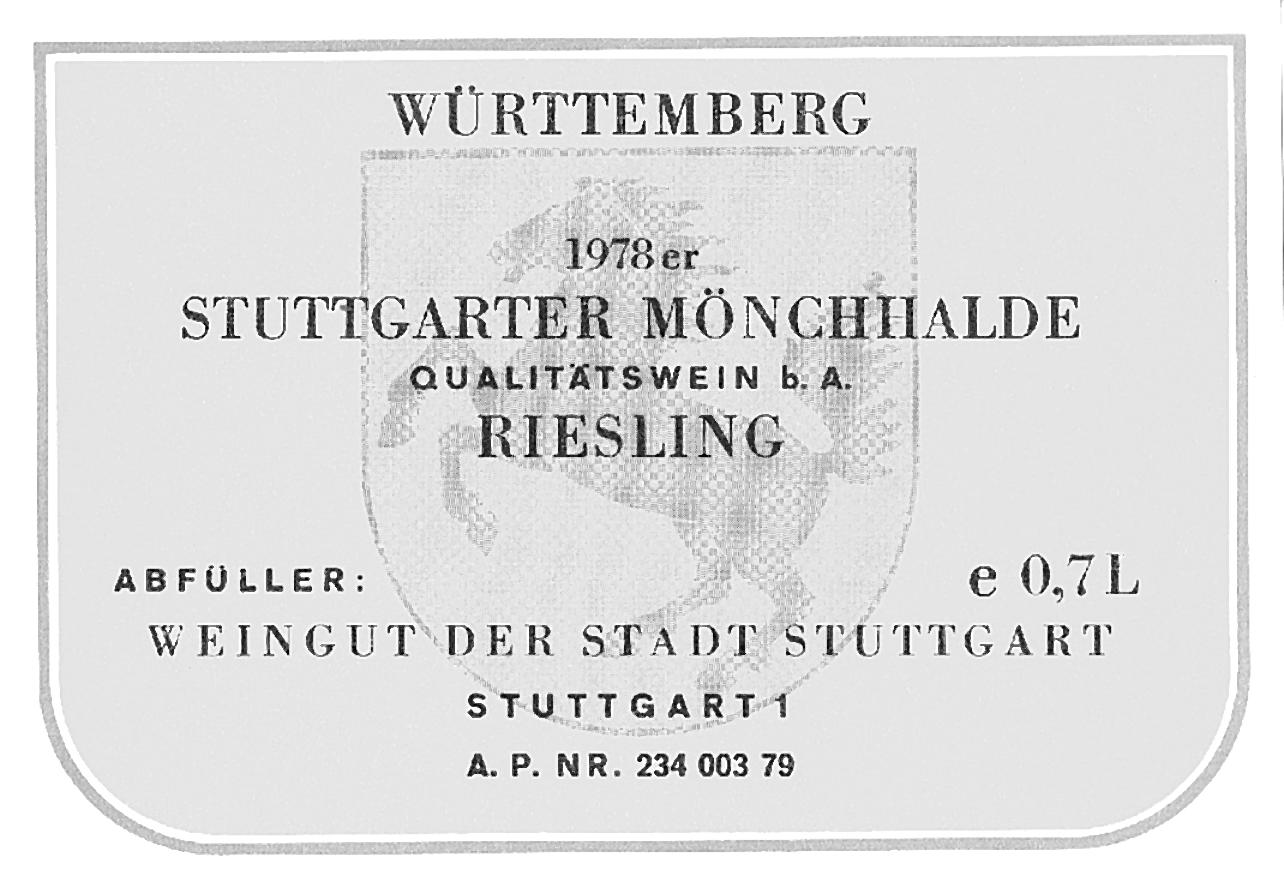 WÜRTTEMBERG
1978er
STUTTGARTER MÖNCHHALDE
QUALITÄTSWEIN b. A.
RIESLING
ABFÜLLER: e 0,7 L
WEINGUT DER STADT STUTTGART
STUTTGART 1
A. P. NR. 234 003 79